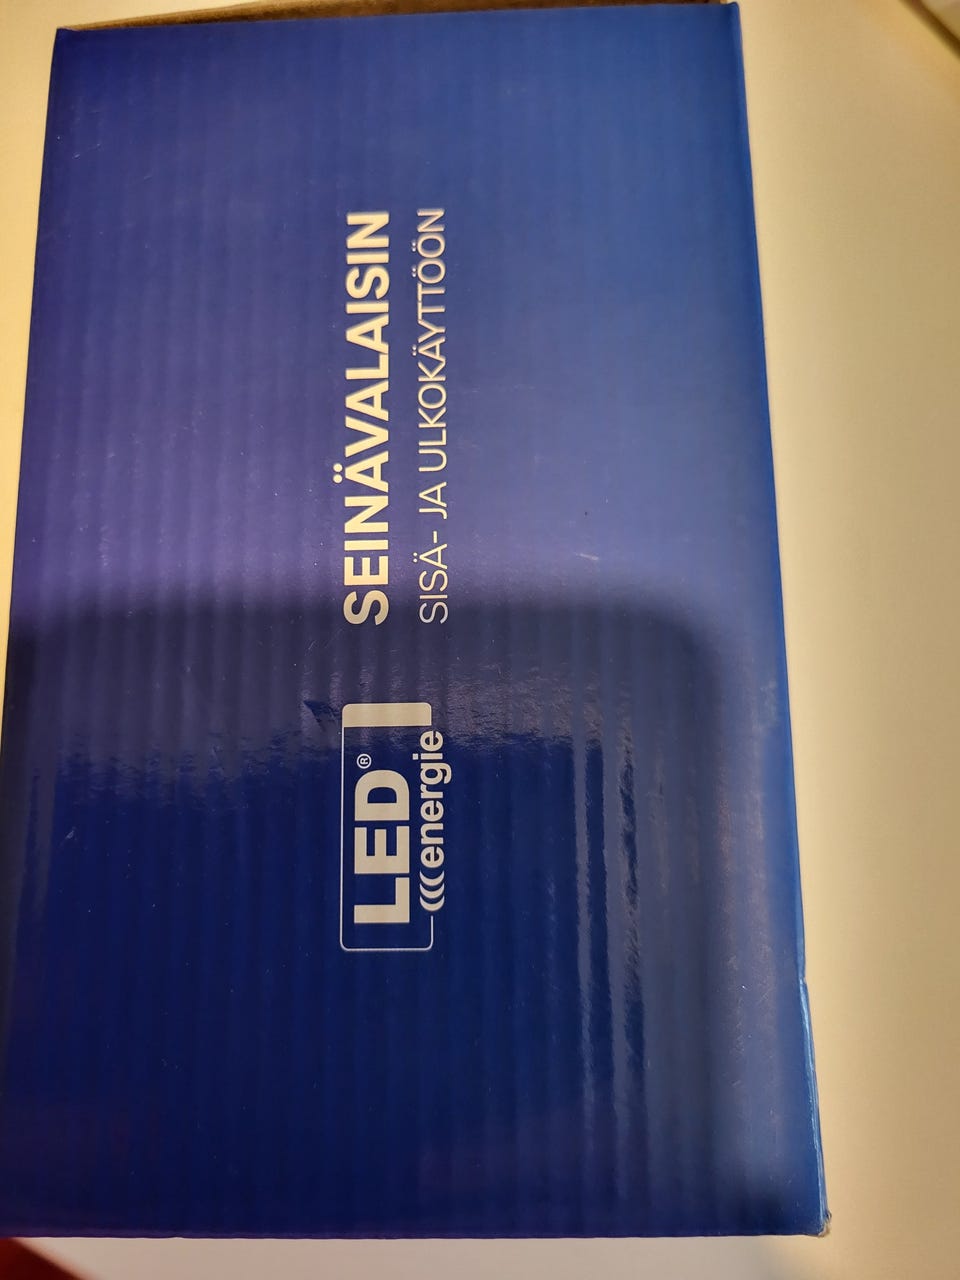 LED®
energie
SEINÄVALAISIN
SISÄ- JA ULKOKÄYTTÖÖN